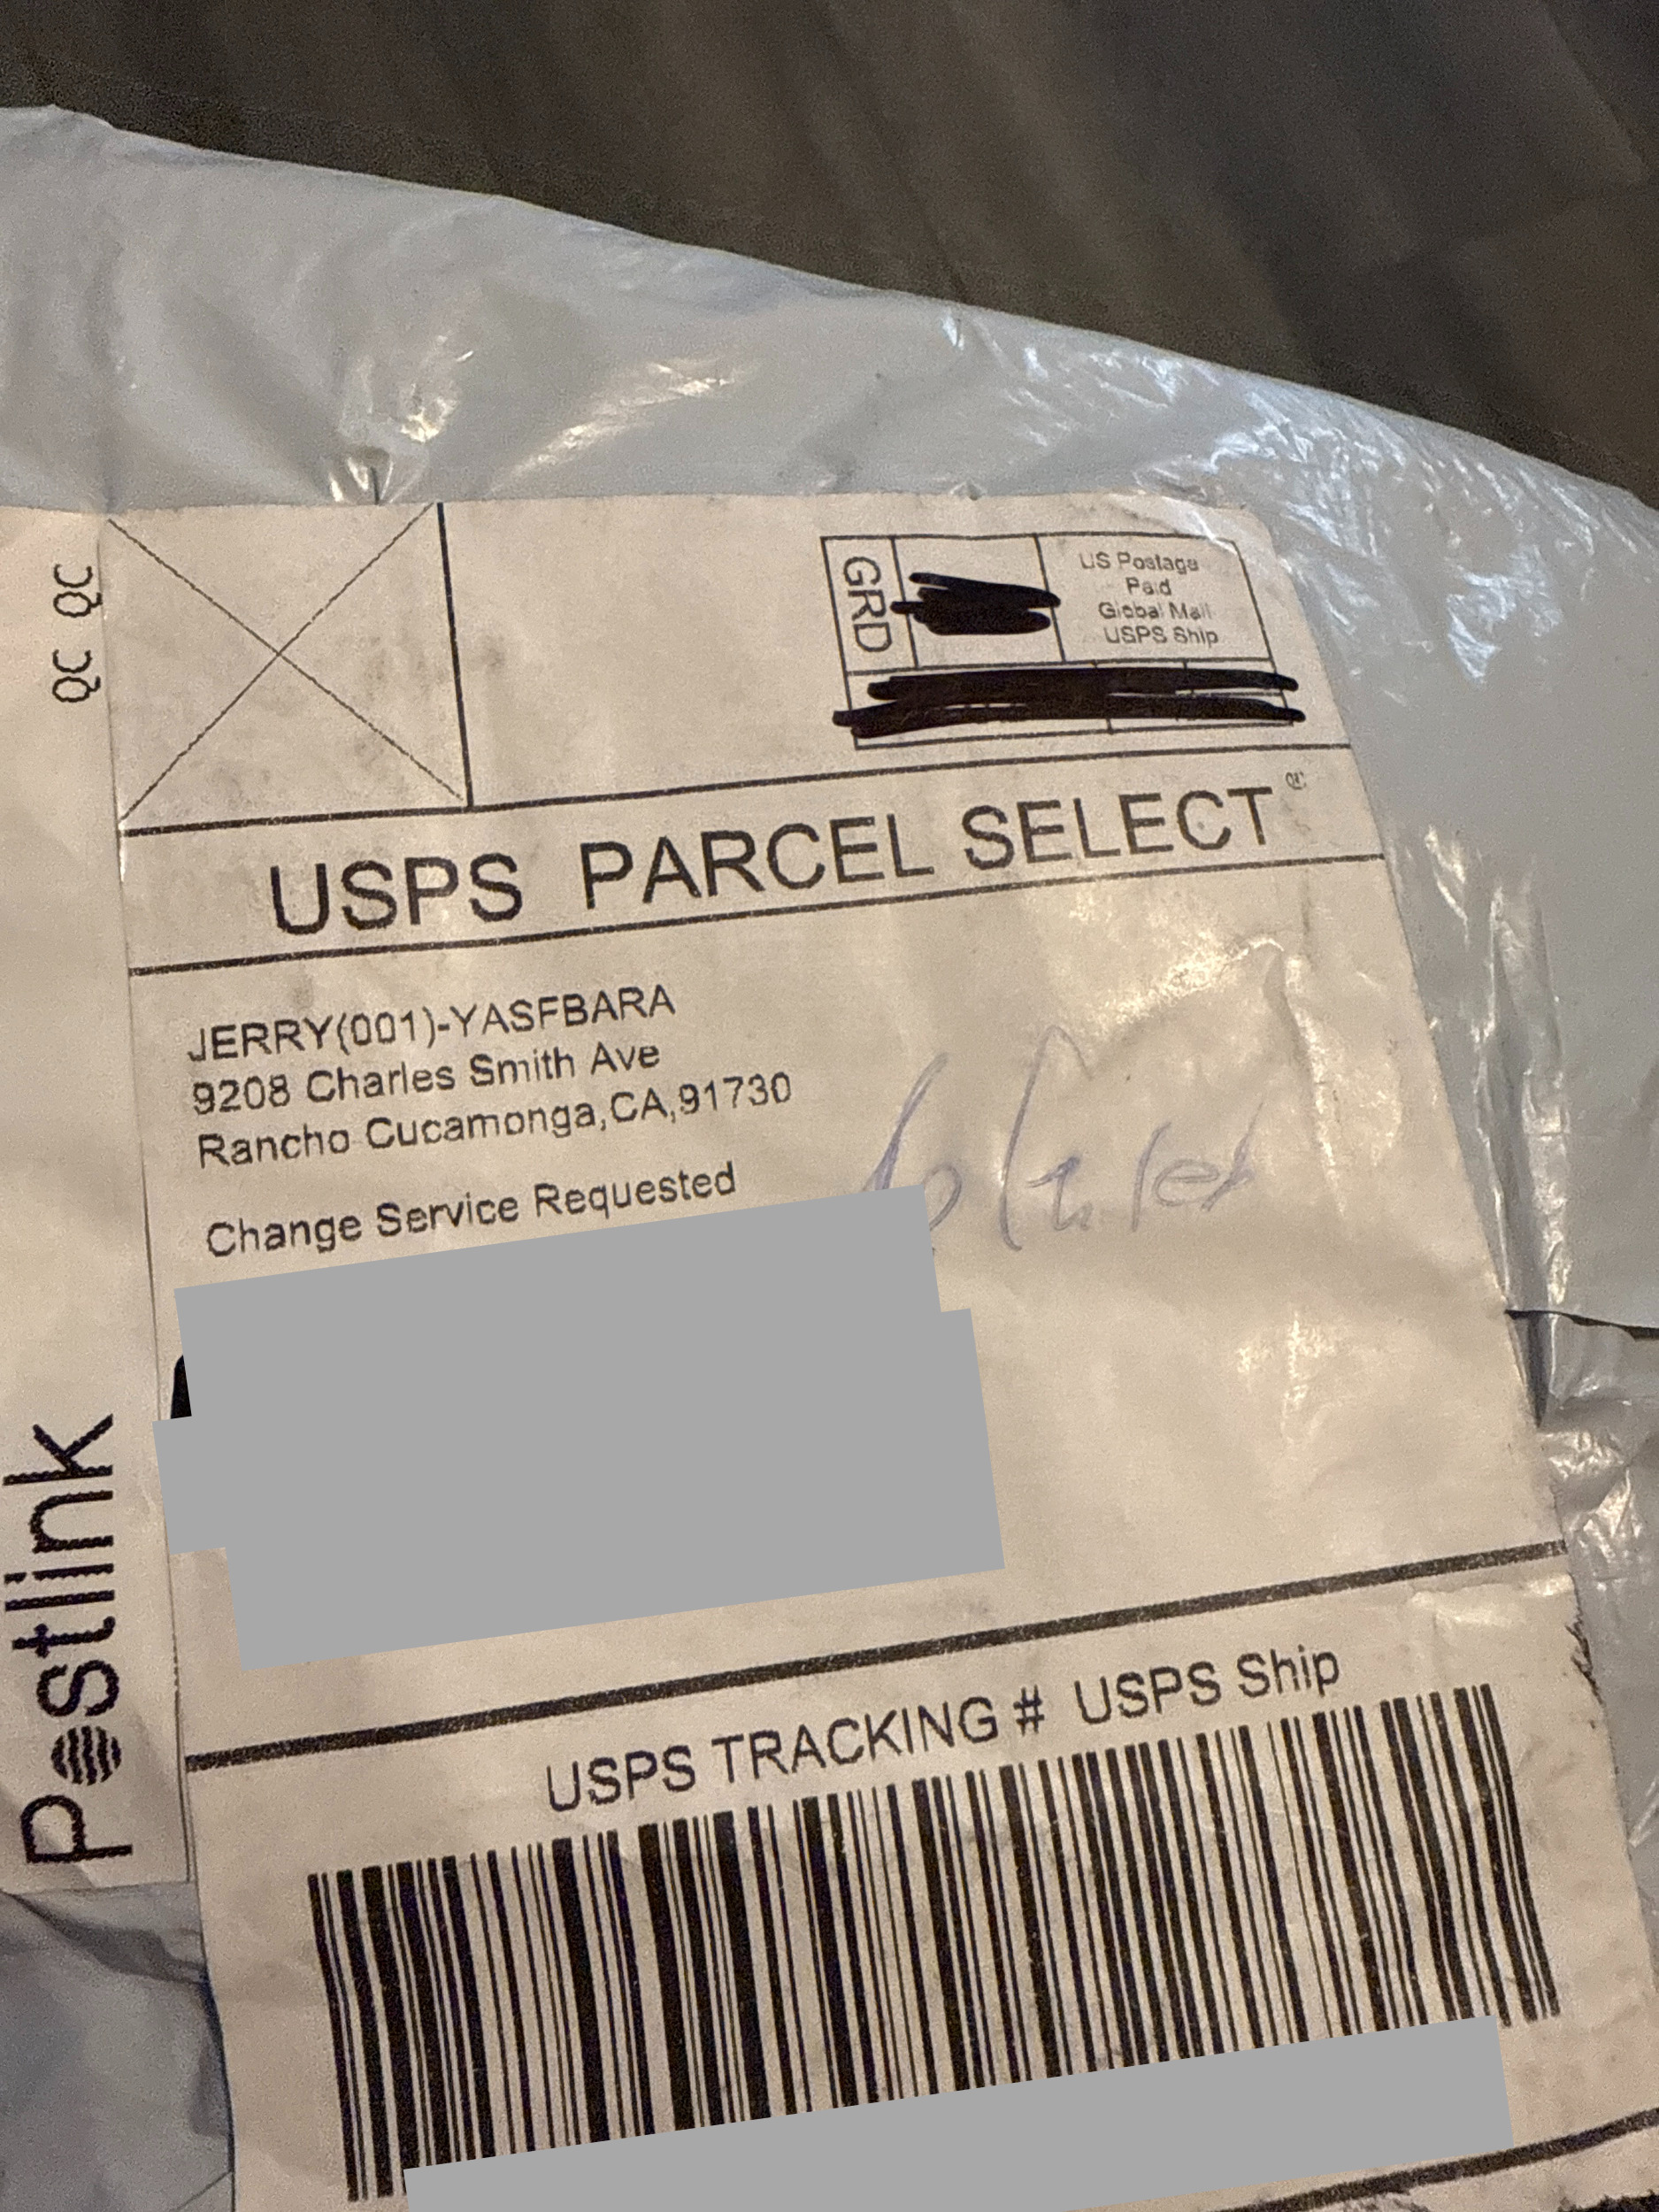 QC QC
GRD
US Postage
Paid
Global Mail
USPS Ship
USPS PARCEL SELECT
JERRY(001)-YASFBARA
9208 Charles Smith Ave
Rancho Cucamonga,CA,91730
Change Service Requested
Postlink
USPS TRACKING # USPS Ship